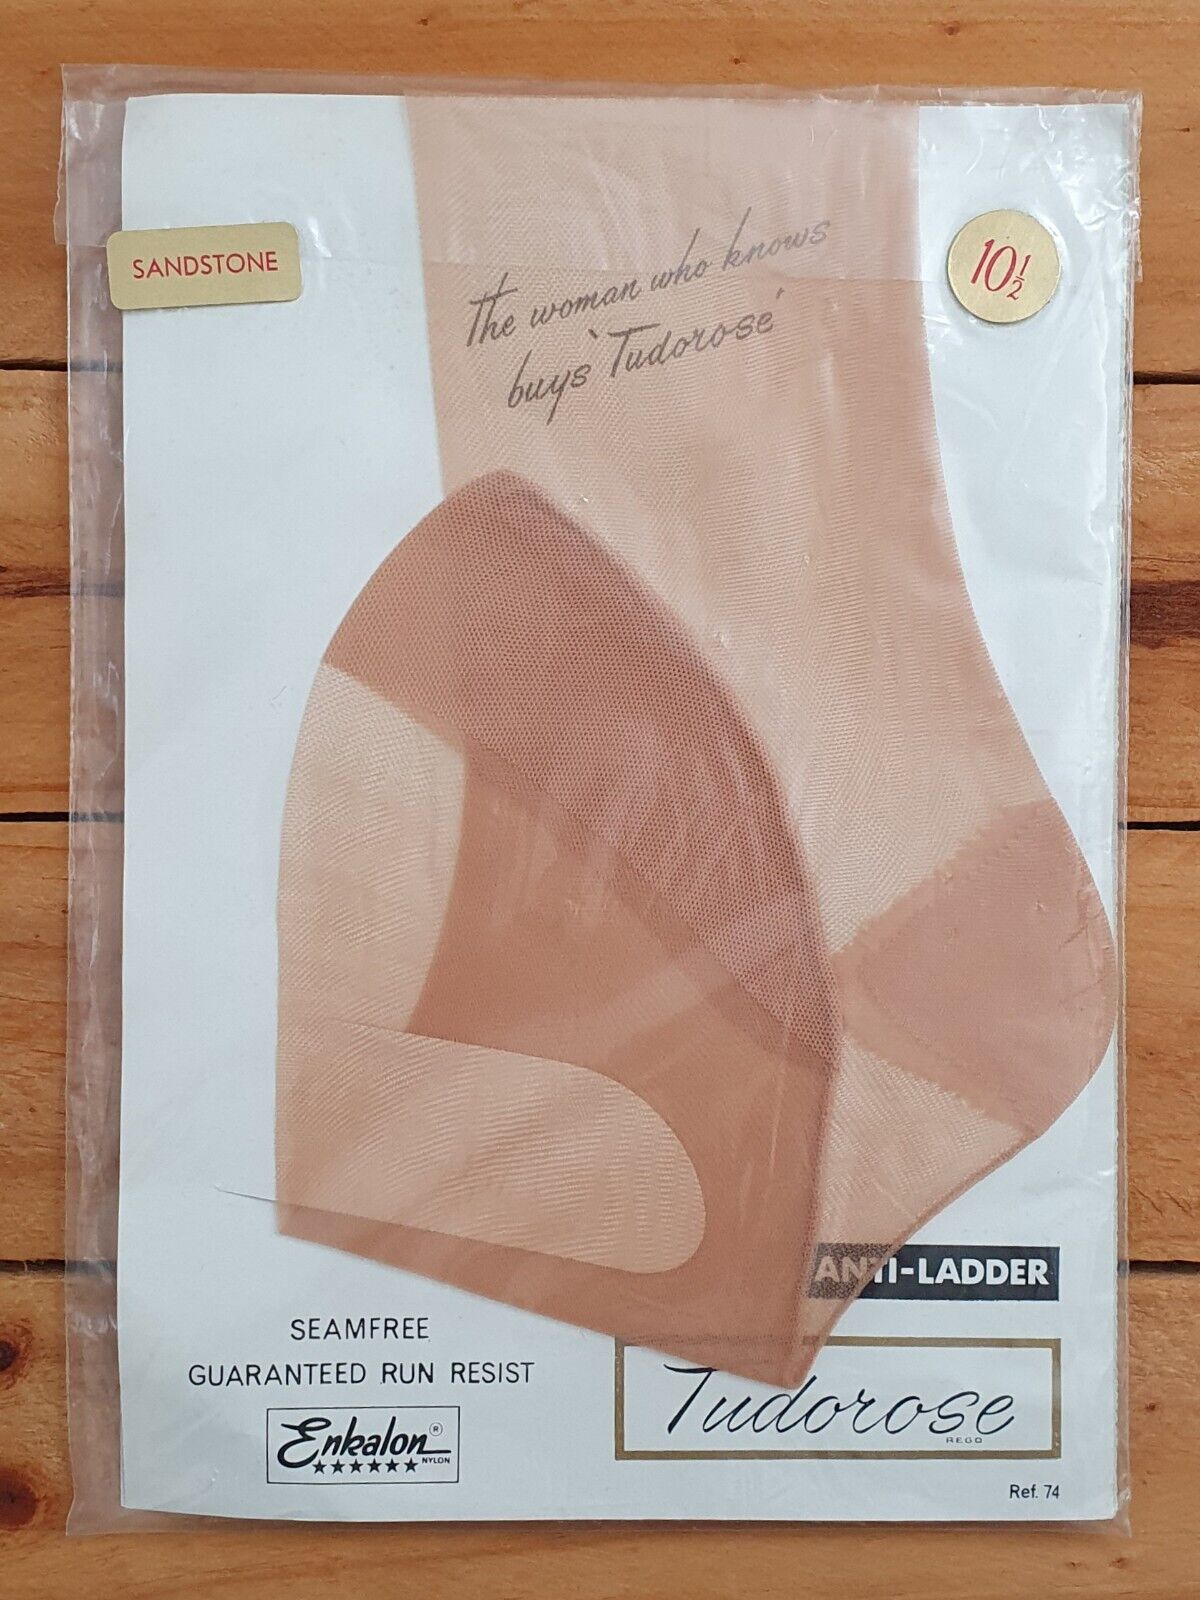 SANDSTONE
10½
The woman who knows
buys 'Tudorose'
ANTI-LADDER
SEAMFREE
GUARANTEED RUN RESIST
Enkalon®
★★★★★★ NYLON
Tudorose
REGD
Ref. 74